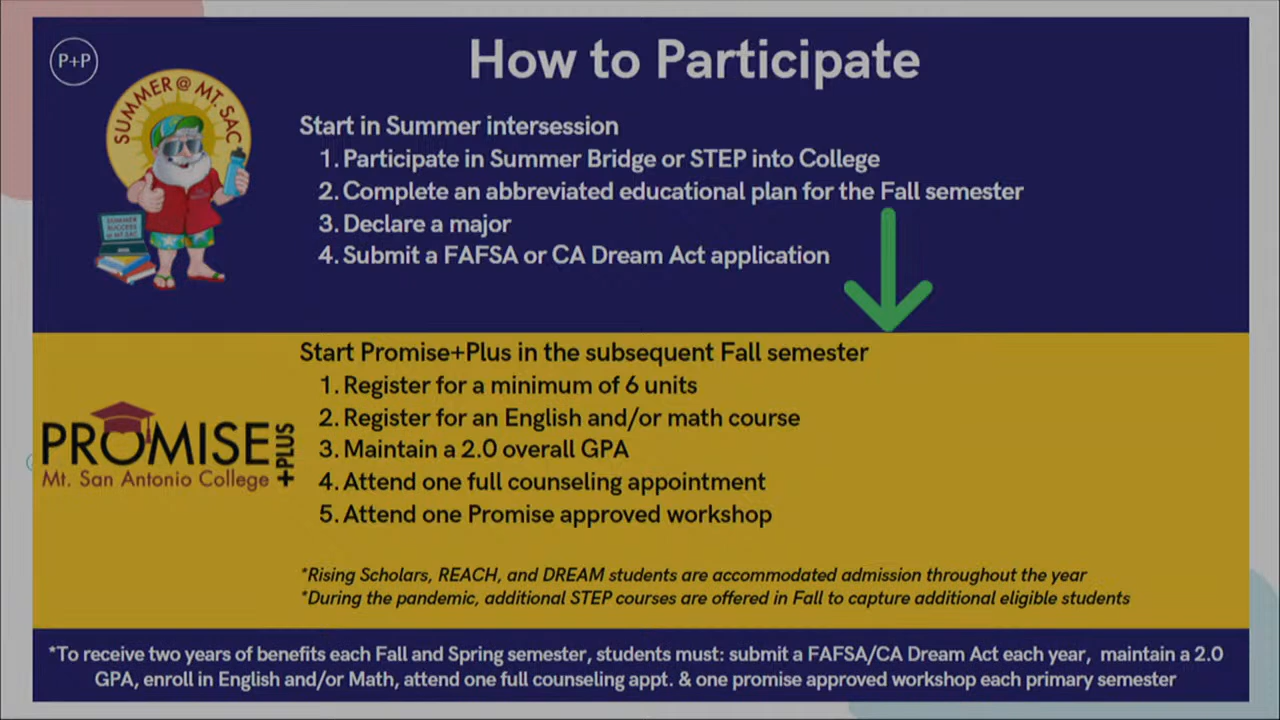 P+P
How to Participate
SUMMER @ MT. SAC
SUMMER
SUCCESS
@ MT. SAC
Start in Summer intersession
1. Participate in Summer Bridge or STEP into College
2. Complete an abbreviated educational plan for the Fall semester
3. Declare a major
4. Submit a FAFSA or CA Dream Act application
Start Promise+Plus in the subsequent Fall semester
1. Register for a minimum of 6 units
2. Register for an English and/or math course
3. Maintain a 2.0 overall GPA
4. Attend one full counseling appointment
5. Attend one Promise approved workshop
PROMISE +PLUS
Mt. San Antonio College
*Rising Scholars, REACH, and DREAM students are accommodated admission throughout the year
*During the pandemic, additional STEP courses are offered in Fall to capture additional eligible students
*To receive two years of benefits each Fall and Spring semester, students must: submit a FAFSA/CA Dream Act each year, maintain a 2.0
GPA, enroll in English and/or Math, attend one full counseling appt. & one promise approved workshop each primary semester